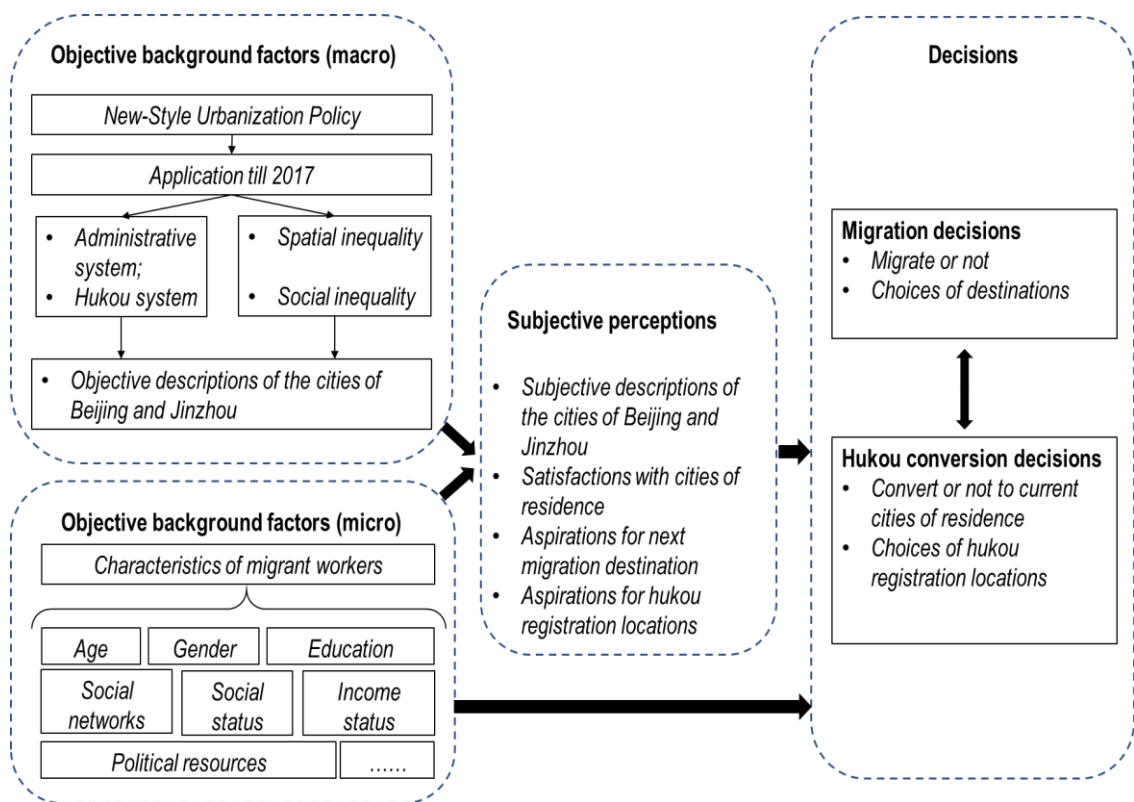 Objective background factors (macro)
New-Style Urbanization Policy
Application till 2017
• Administrative
system;
• Hukou system
• Spatial inequality
• Social inequality
• Objective descriptions of the cities of
Beijing and Jinzhou
Objective background factors (micro)
Characteristics of migrant workers
Age
Gender
Education
Social
networks
Social
status
Income
status
Political resources
......
Subjective perceptions
• Subjective descriptions of
the cities of Beijing and
Jinzhou
• Satisfactions with cities of
residence
• Aspirations for next
migration destination
• Aspirations for hukou
registration locations
Decisions
Migration decisions
• Migrate or not
• Choices of destinations
Hukou conversion decisions
• Convert or not to current
cities of residence
• Choices of hukou
registration locations